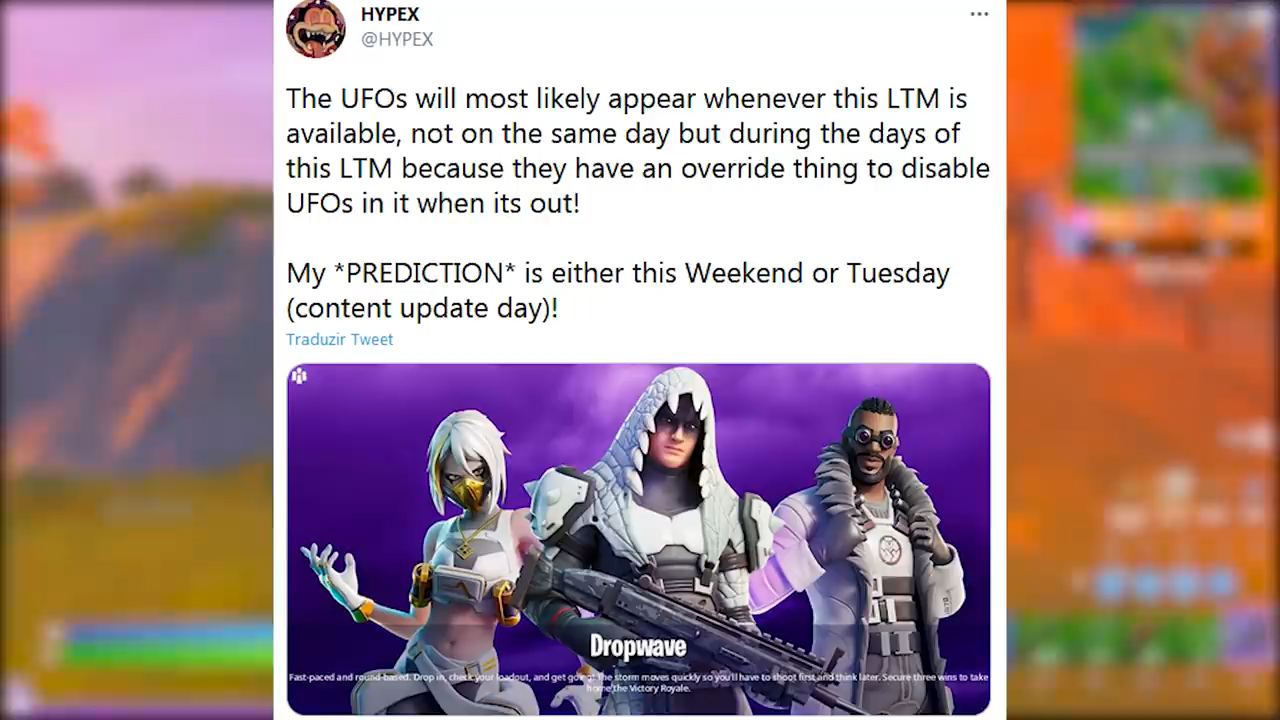 HYPEX
@HYPEX
The UFOs will most likely appear whenever this LTM is
available, not on the same day but during the days of
this LTM because they have an override thing to disable
UFOs in it when its out!
My *PREDICTION* is either this Weekend or Tuesday
(content update day)!
Traduzir Tweet
Dropwave
Fast-paced and round-based. Drop in, check your loadout, and get going! The storm moves quickly so you'll have to shoot first and think later. Secure three wins to take
home the Victory Royale.